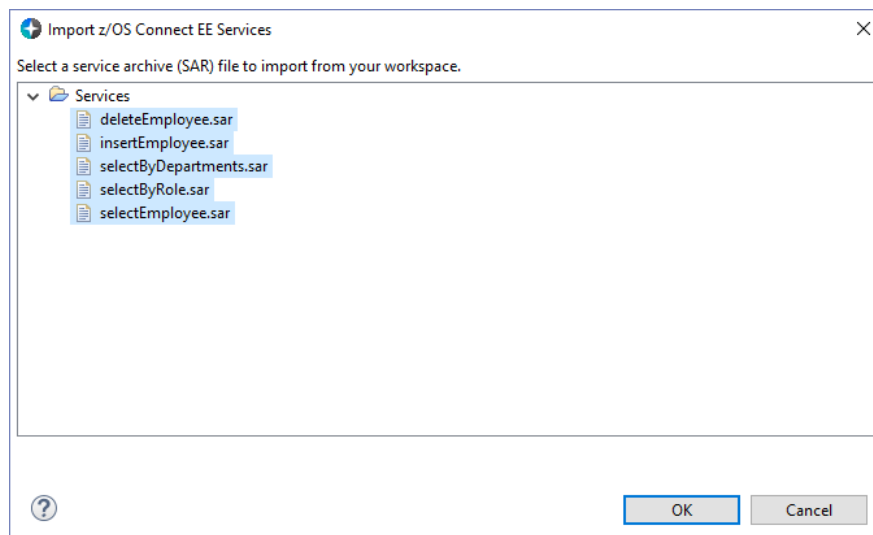 Import z/OS Connect EE Services
Select a service archive (SAR) file to import from your workspace.
Services
deleteEmployee.sar
insertEmployee.sar
selectByDepartments.sar
selectByRole.sar
selectEmployee.sar
?
OK
Cancel